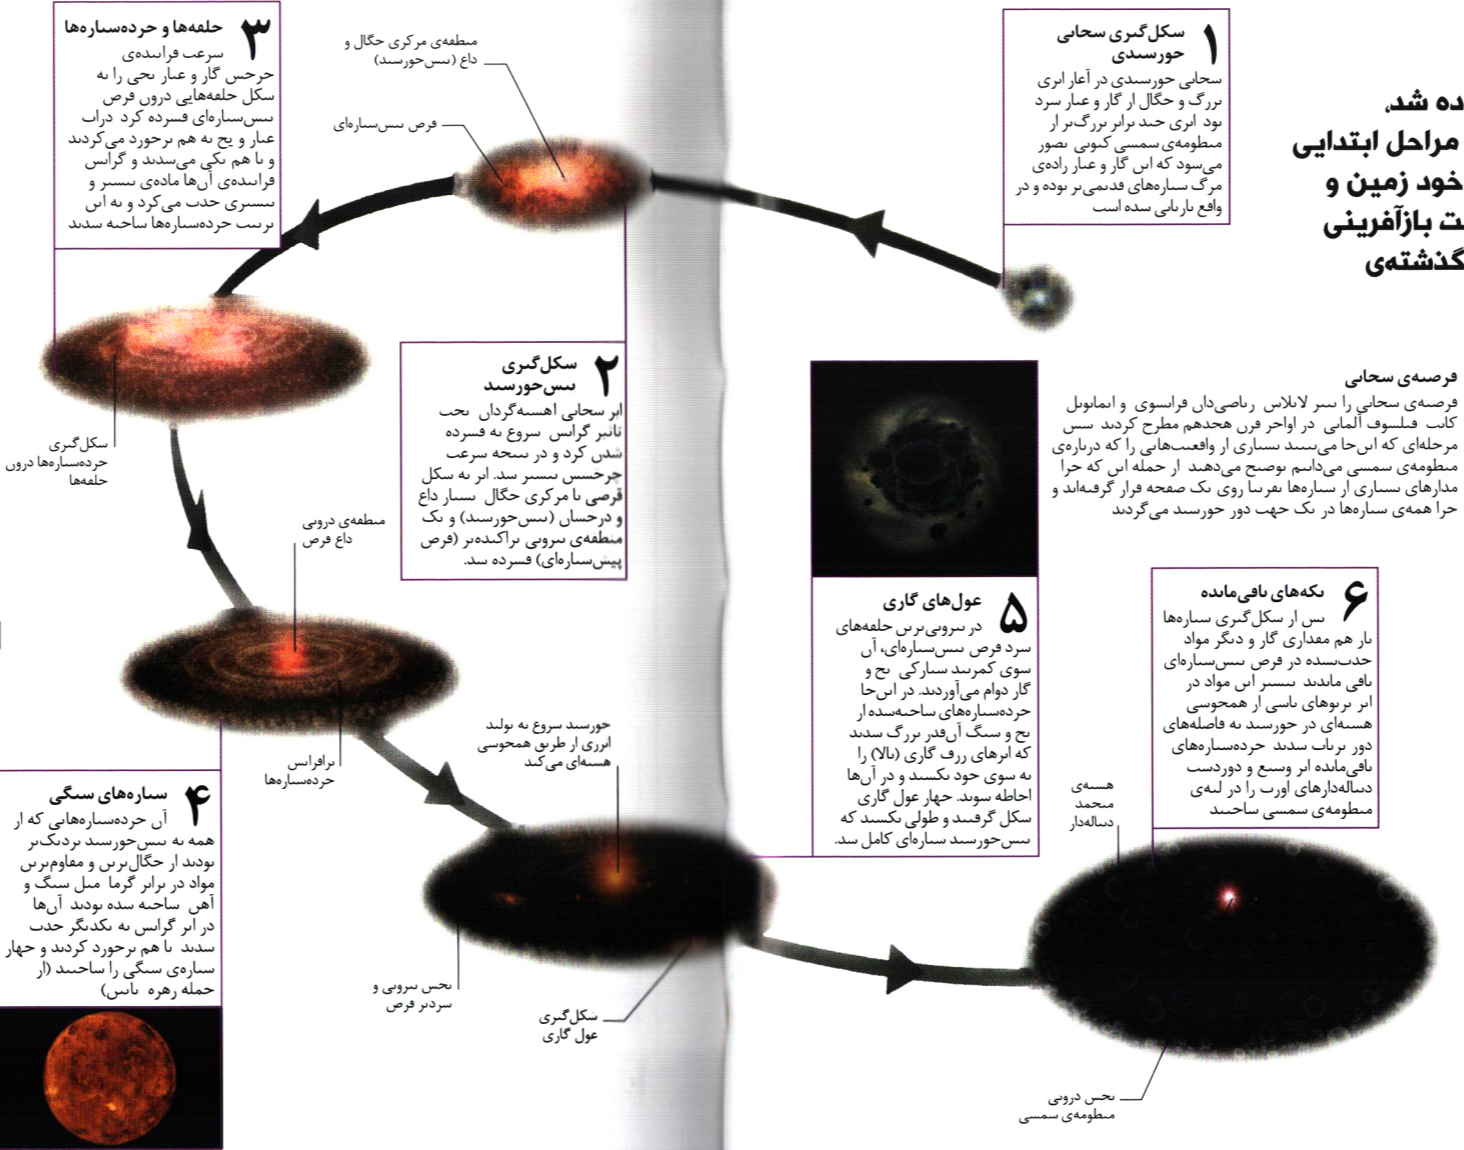 ده شد،
مراحل ابتدایی
خود زمین و
ت بازآفرینی
گذشته‌ی
۱
شکل‌گیری سحابی
خورشیدی
سحابی خورشیدی در آغاز ابری
بزرگ و چگال از گاز و غبار سرد
بود. ابری چند برابر بزرگ‌تر از
منظومه‌ی شمسی کنونی. تصور
می‌شود که این گاز و غبار زاده‌ی
مرگ ستاره‌های قدیمی‌تر بوده و در
واقع بازیابی شده است
منطقه‌ی مرکزی چگال و
داغ (پیش‌خورشید)
قرص پیش‌سیاره‌ای
۲
شکل‌گیری
پیش‌خورشید
ابر سحابی آهسته‌گردان تحت
تاثیر گرانش شروع به فشرده
شدن کرد و در نتیجه سرعت
چرخشش بیشتر شد. ابر به شکل
قرصی با مرکزی چگال بسیار داغ
و درخشان (پیش‌خورشید) و یک
منطقه‌ی بیرونی پراکنده‌تر (قرص
پیش‌سیاره‌ای) فشرده شد.
۳
حلقه‌ها و خرده‌سیاره‌ها
سرعت فزاینده‌ی
چرخش گاز و غبار یخی را به
شکل حلقه‌هایی درون قرص
پیش‌سیاره‌ای فشرده کرد ذرات
غبار و یخ به هم برخورد می‌کردند
و با هم یکی می‌شدند و گرانش
فزاینده‌ی آن‌ها ماده‌ی بیشتر و
بیشتری جذب می‌کرد و به این
ترتیب خرده‌سیاره‌ها ساخته شدند
شکل‌گیری
خرده‌سیاره‌ها درون
حلقه‌ها
منطقه‌ی درونی
داغ قرص
برافزایش
خرده‌سیاره‌ها
۴
سیاره‌های سنگی
آن خرده‌سیاره‌هایی که از
همه به پیش‌خورشید نزدیک‌تر
بودند از چگال‌ترین و مقاوم‌ترین
مواد در برابر گرما مثل سنگ و
آهن ساخته شده بودند آن‌ها
در اثر گرانش به یکدیگر جذب
شدند با هم برخورد کردند و چهار
سیاره‌ی سنگی را ساختند (از
جمله زهره پایین)
خورشید شروع به تولید
انرژی از طریق همجوشی
هسته‌ای می‌کند
بخش بیرونی و
سردتر قرص
شکل‌گیری
غول گازی
فرضیه‌ی سحابی
فرضیه‌ی سحابی را پییر لاپلاس ریاضی‌دان فرانسوی و ایمانوئل
کانت فیلسوف آلمانی در اواخر قرن هجدهم مطرح کردند شش
مرحله‌ای که این‌جا می‌بینید بسیاری از واقعیت‌هایی را که درباره‌ی
منظومه‌ی شمسی می‌دانیم توضیح می‌دهند از جمله این که چرا
مدارهای بسیاری از سیاره‌ها تقریبا روی یک صفحه قرار گرفته‌اند و
چرا همه‌ی سیاره‌ها در یک جهت دور خورشید می‌گردند
۵
غول‌های گازی
در بیرونی‌ترین حلقه‌های
سرد قرص پیش‌سیاره‌ای، آن
سوی کمربند سیارکی یخ و
گاز دوام می‌آوردند. در این‌جا
خرده‌سیاره‌های ساخته‌شده از
یخ و سنگ آن‌قدر بزرگ شدند
که ابرهای ژرف گازی (بالا) را
به سوی خود بکشند و در آن‌ها
احاطه شوند. چهار غول گازی
شکل گرفتند و طولی نکشید که
پیش‌خورشید ستاره‌ای کامل شد.
۶
تکه‌های باقی‌مانده
پس از شکل‌گیری سیاره‌ها
باز هم مقداری گاز و دیگر مواد
جذب‌نشده در قرص پیش‌سیاره‌ای
باقی ماندند بیشتر این مواد در
اثر پرتوهای ناشی از همجوشی
هسته‌ای در خورشید به فاصله‌های
دور پرتاب شدند خرده‌سیاره‌های
باقی‌مانده ابر وسیع و دوردست
دنباله‌دارهای اورت را در لبه‌ی
منظومه‌ی شمسی ساختند
هسته‌ی
منجمد
دنباله‌دار
بخش درونی
منظومه‌ی شمسی